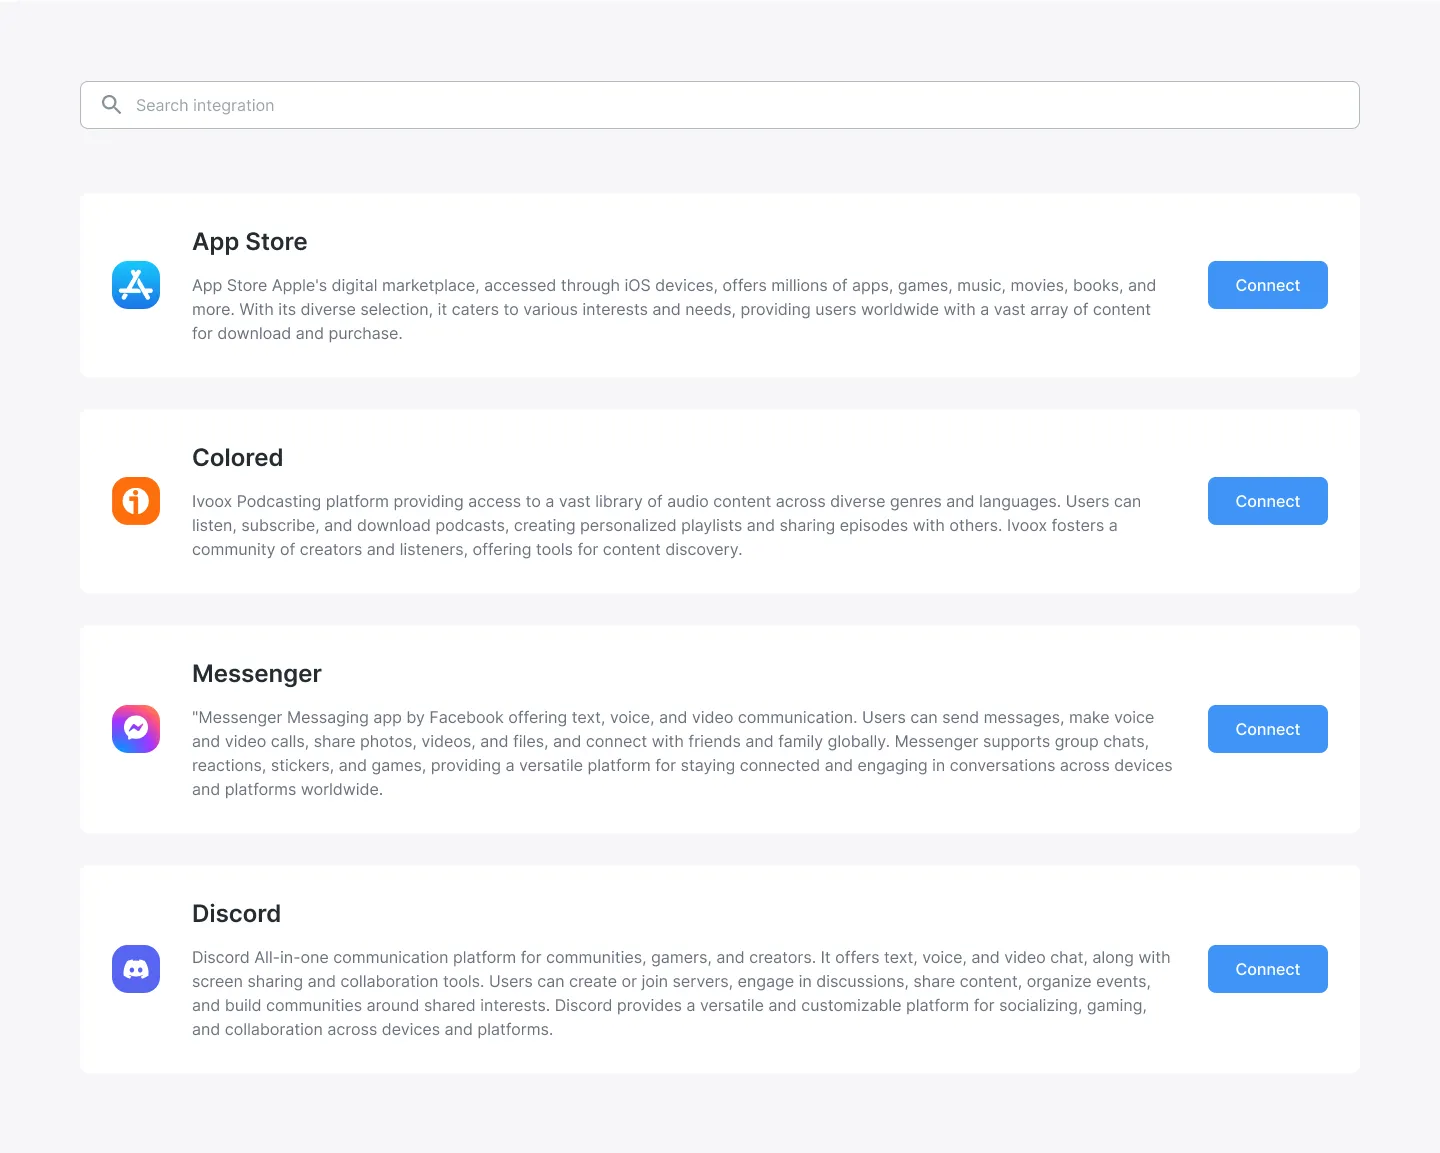 Search integration
App Store
App Store Apple's digital marketplace, accessed through iOS devices, offers millions of apps, games, music, movies, books, and
more. With its diverse selection, it caters to various interests and needs, providing users worldwide with a vast array of content
for download and purchase.
Connect
Colored
Ivoox Podcasting platform providing access to a vast library of audio content across diverse genres and languages. Users can
listen, subscribe, and download podcasts, creating personalized playlists and sharing episodes with others. Ivoox fosters a
community of creators and listeners, offering tools for content discovery.
Connect
Messenger
"Messenger Messaging app by Facebook offering text, voice, and video communication. Users can send messages, make voice
and video calls, share photos, videos, and files, and connect with friends and family globally. Messenger supports group chats,
reactions, stickers, and games, providing a versatile platform for staying connected and engaging in conversations across devices
and platforms worldwide.
Connect
Discord
Discord All-in-one communication platform for communities, gamers, and creators. It offers text, voice, and video chat, along with
screen sharing and collaboration tools. Users can create or join servers, engage in discussions, share content, organize events,
and build communities around shared interests. Discord provides a versatile and customizable platform for socializing, gaming,
and collaboration across devices and platforms.
Connect